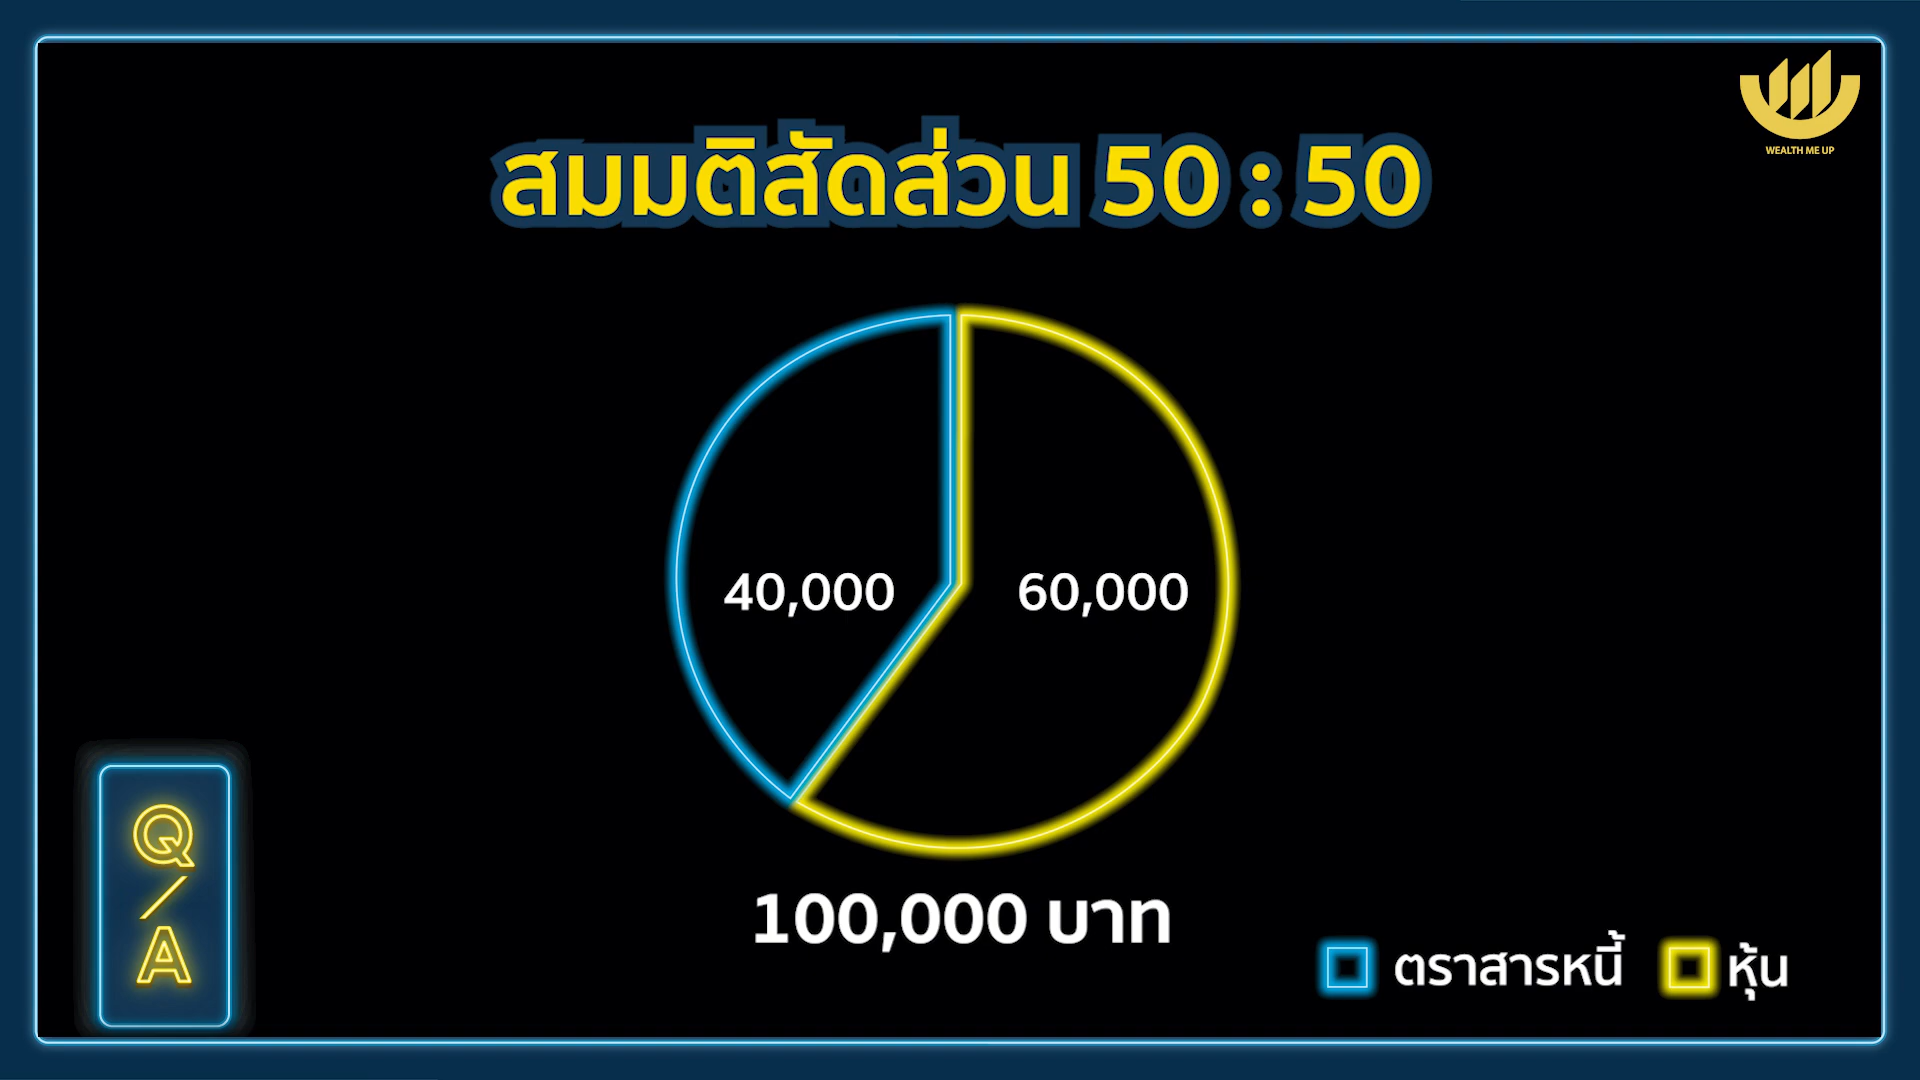 WEALTH ME UP
สมมติสัดส่วน 50 : 50
40,000
60,000
100,000 บาท
ตราสารหนี้
หุ้น
Q
/
A